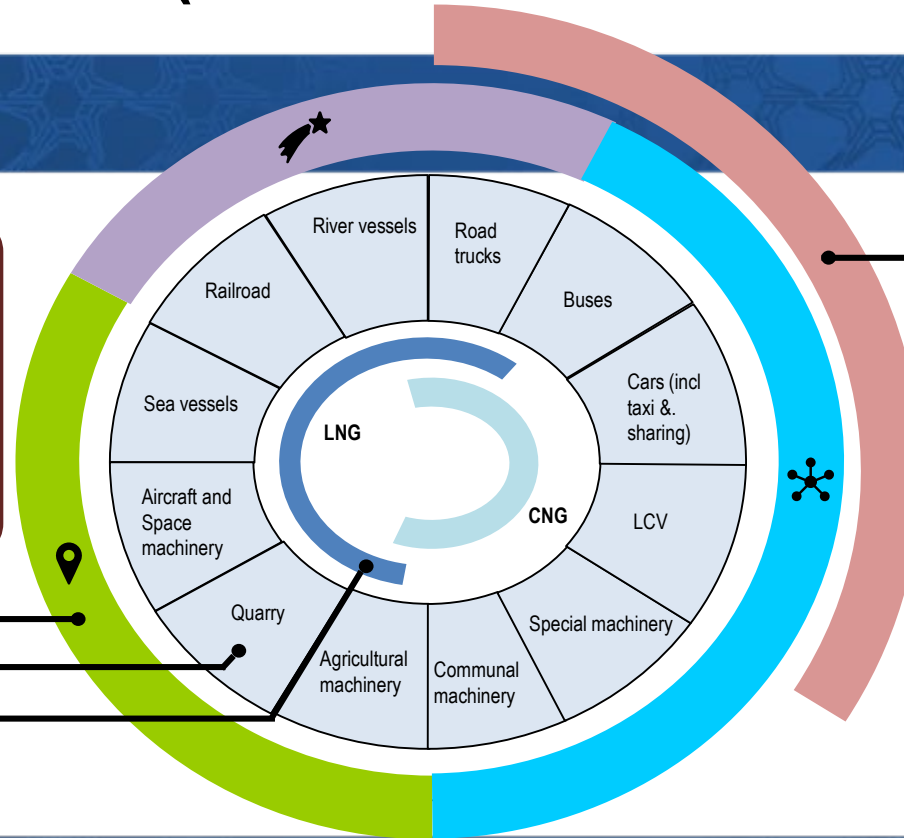 River vessels
Road
trucks
Railroad
Buses
Cars (incl
taxi &.
sharing)
Sea vessels
LNG
Aircraft and
Space
machinery
CNG
LCV
Quarry
Special machinery
Agricultural
machinery
Communal
machinery